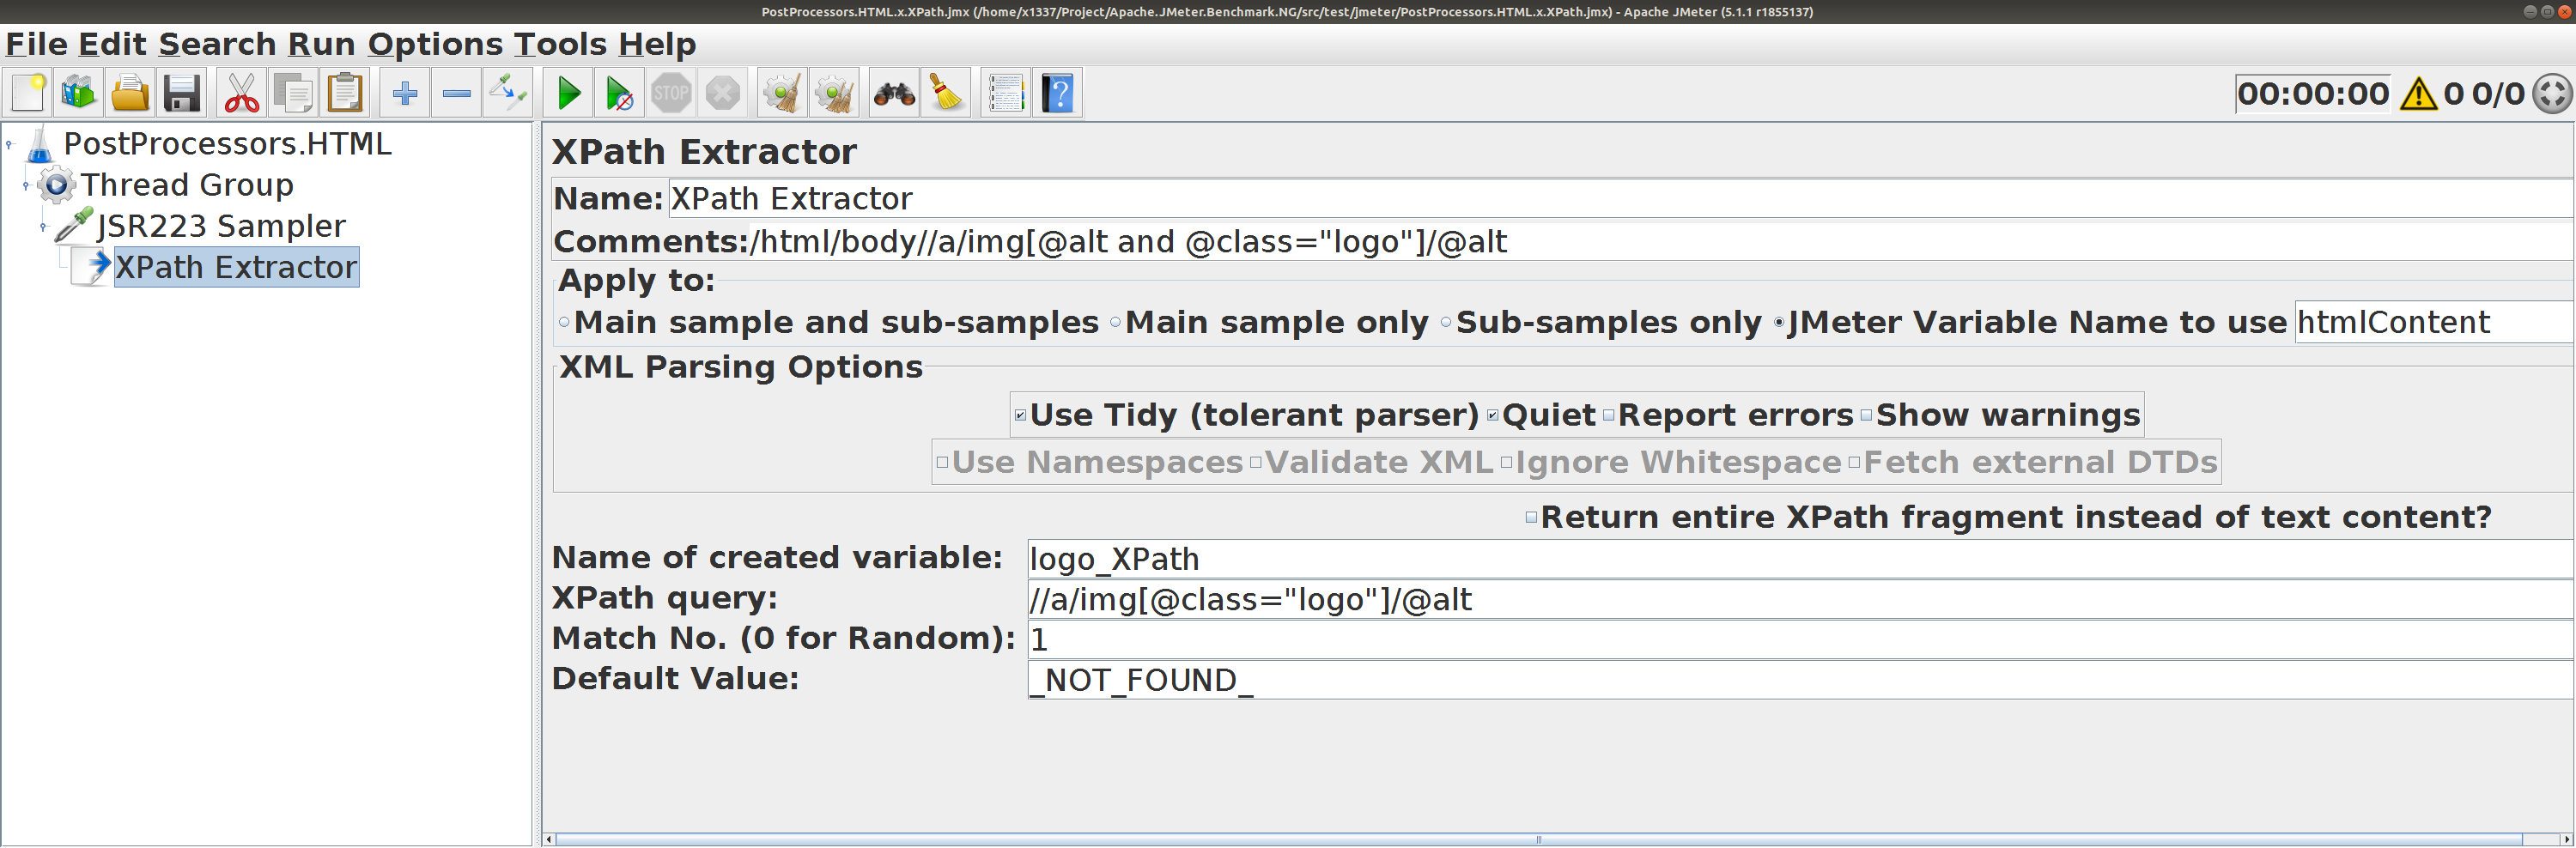 PostProcessors.HTML.x.XPath.jmx (/home/x1337/Project/Apache.JMeter.Benchmark.NG/src/test/jmeter/PostProcessors.HTML.x.XPath.jmx) - Apache JMeter (5.1.1 r1855137)
File Edit Search Run Options Tools Help
STOP
00:00:00 0 0/0
PostProcessors.HTML
Thread Group
JSR223 Sampler
XPath Extractor
XPath Extractor
Name: XPath Extractor
Comments: /html/body//a/img[@alt and @class="logo"]/@alt
Apply to:
Main sample and sub-samples Main sample only Sub-samples only JMeter Variable Name to use htmlContent
XML Parsing Options
Use Tidy (tolerant parser) Quiet Report errors Show warnings
Use Namespaces Validate XML Ignore Whitespace Fetch external DTDs
Return entire XPath fragment instead of text content?
Name of created variable: logo_XPath
XPath query: //a/img[@class="logo"]/@alt
Match No. (0 for Random): 1
Default Value: _NOT_FOUND_